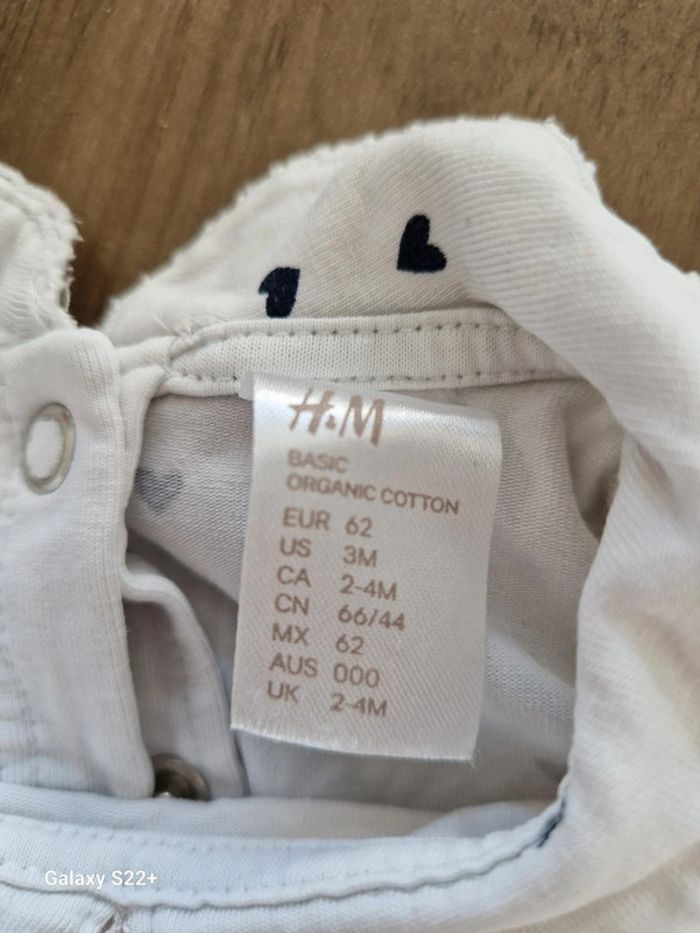 H&M
BASIC
ORGANIC COTTON
EUR 62
US 3M
CA 2-4M
CN 66/44
MX 62
AUS 000
UK 2-4M
Galaxy S22+